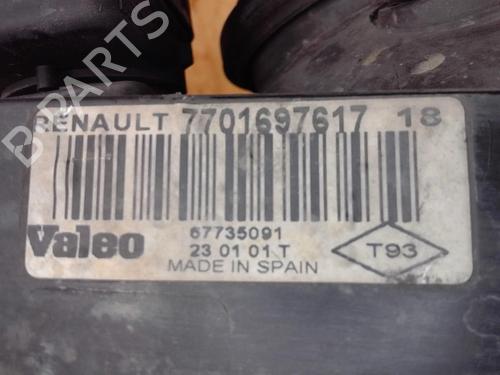 B PARTS
RENAULT 7701697617 18
Valeo
67735091
23 01 01 T
MADE IN SPAIN
T93